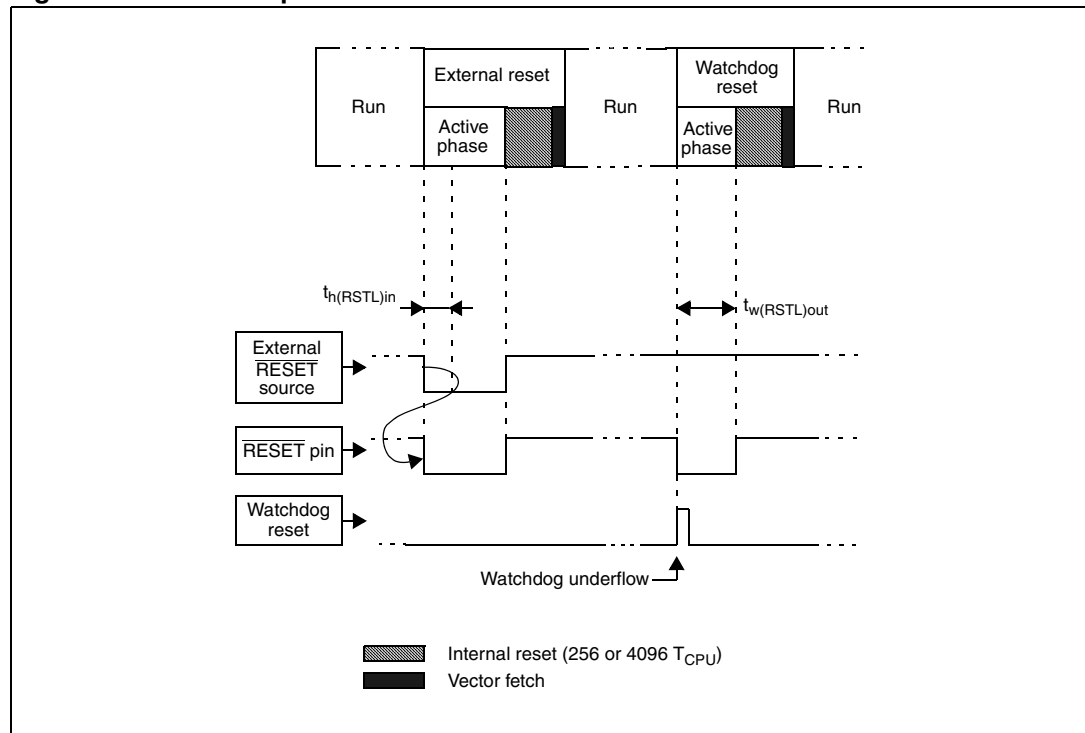 External reset
Watchdog
reset
Run
Run
Run
Active
phase
Active
phase
th(RSTL)in
tw(RSTL)out
External
RESET
source
RESET pin
Watchdog
reset
Watchdog underflow
Internal reset (256 or 4096 TCPU)
Vector fetch